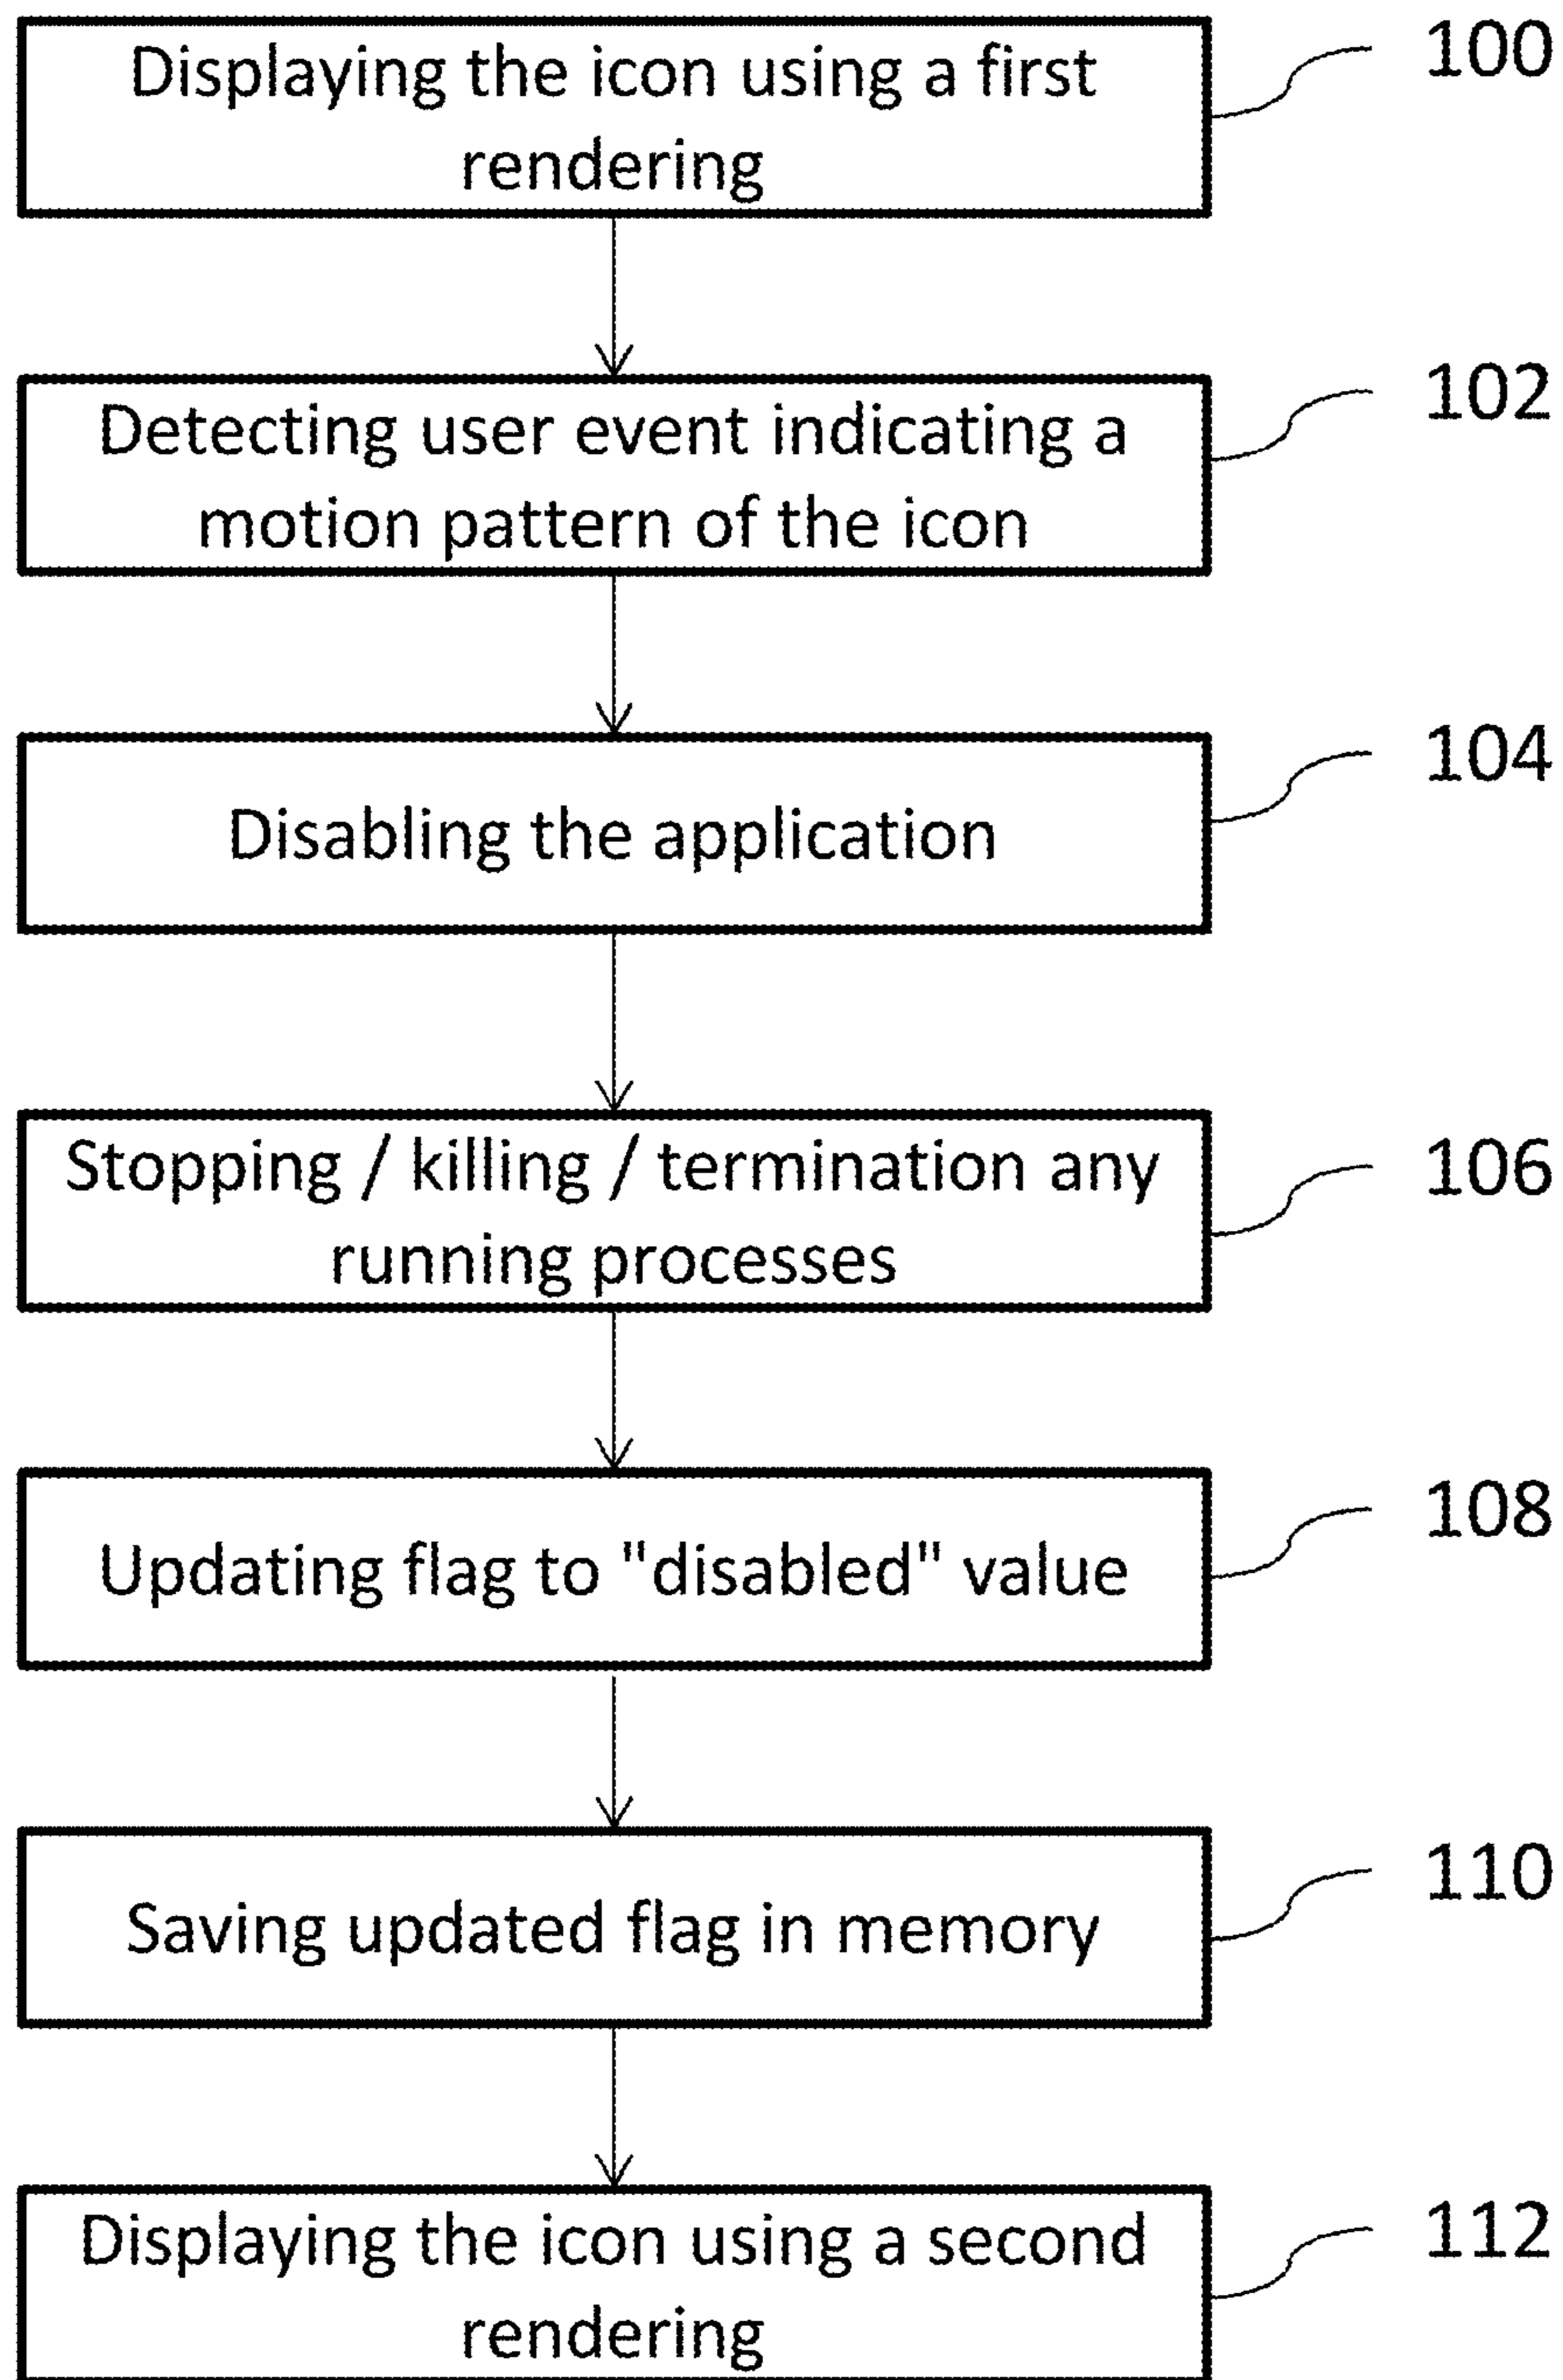 Displaying the icon using a first
rendering
100
Detecting user event indicating a
motion pattern of the icon
102
Disabling the application
104
Stopping / killing / termination any
running processes
106
Updating flag to "disabled" value
108
Saving updated flag in memory
110
Displaying the icon using a second
rendering
112